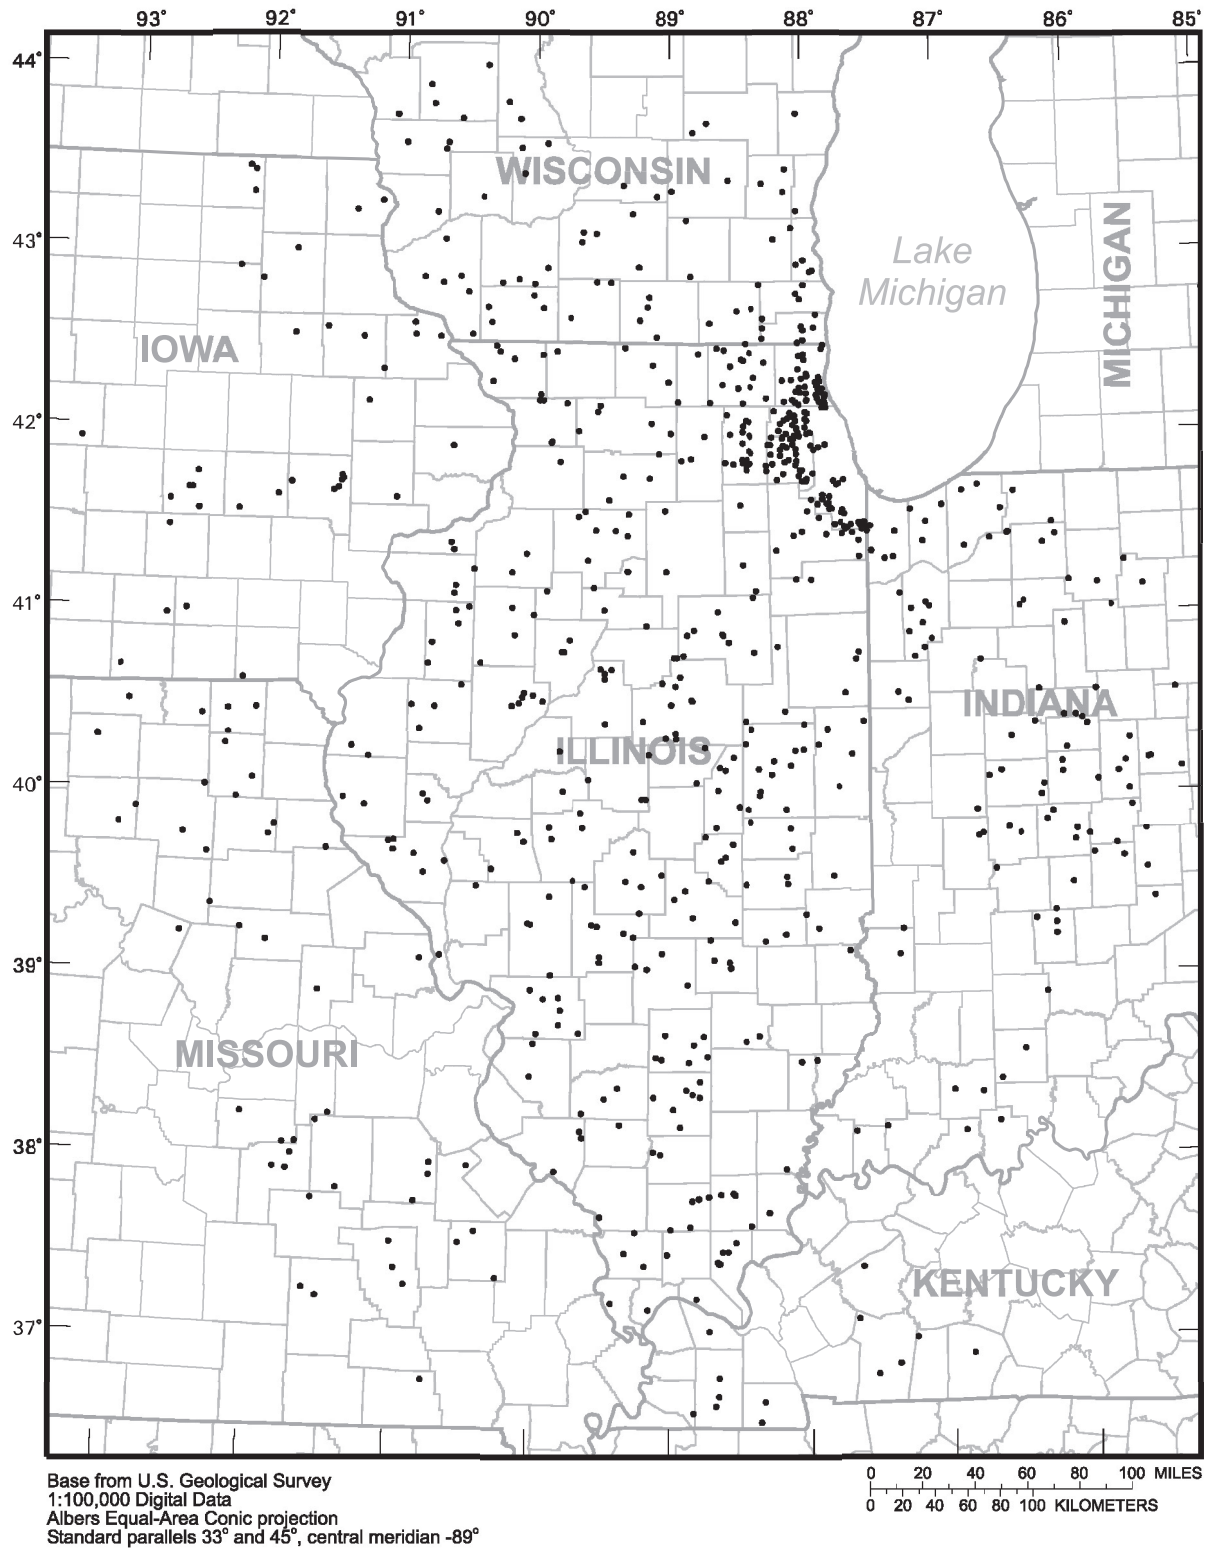 93° 92° 91° 90° 89° 88° 87° 86° 85°
44°
WISCONSIN
43°
Lake
Michigan
MICHIGAN
IOWA
42°
41°
INDIANA
ILLINOIS
40°
39°
MISSOURI
38°
KENTUCKY
37°
Base from U.S. Geological Survey
1:100,000 Digital Data
Albers Equal-Area Conic projection
Standard parallels 33° and 45°, central meridian -89°
0 20 40 60 80 100 MILES
0 20 40 60 80 100 KILOMETERS